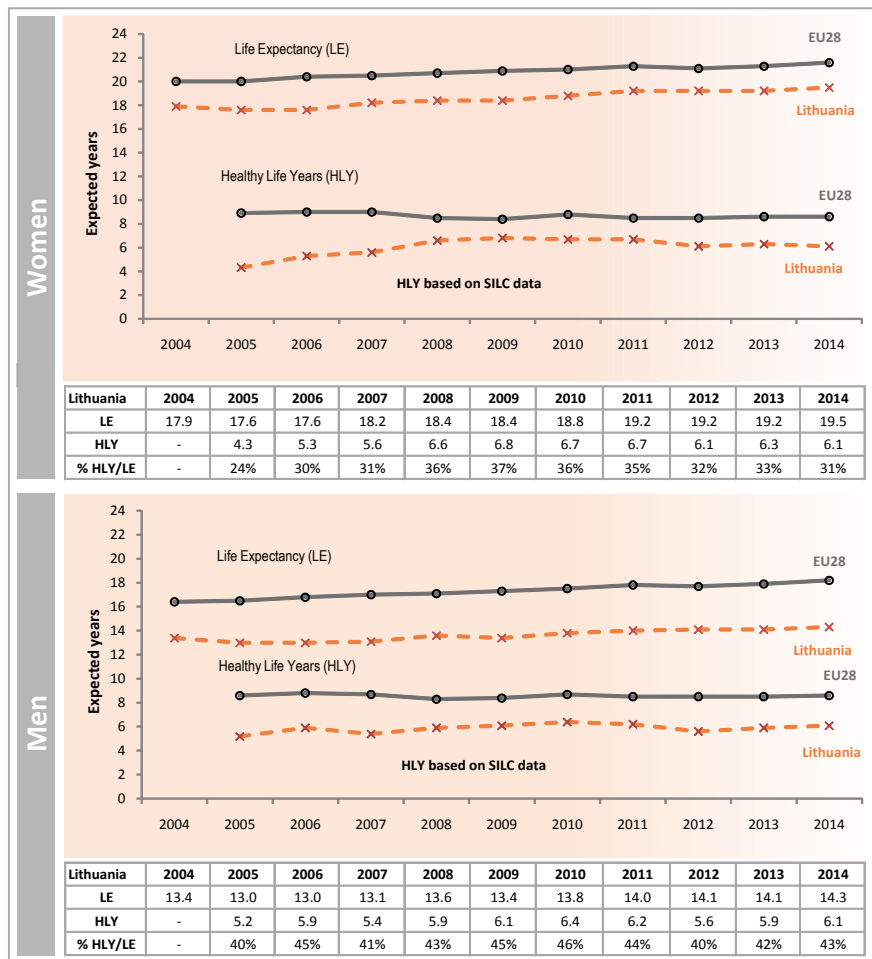 Women
24
22
20
18
16
14
12
10
8
6
4
2
0
Expected years
Life Expectancy (LE)
EU28
Lithuania
Healthy Life Years (HLY)
EU28
Lithuania
HLY based on SILC data
2004 2005 2006 2007 2008 2009 2010 2011 2012 2013 2014
Lithuania 2004 2005 2006 2007 2008 2009 2010 2011 2012 2013 2014
LE 17.9 17.6 17.6 18.2 18.4 18.4 18.8 19.2 19.2 19.2 19.5
HLY - 4.3 5.3 5.6 6.6 6.8 6.7 6.7 6.1 6.3 6.1
% HLY/LE - 24% 30% 31% 36% 37% 36% 35% 32% 33% 31%
Men
24
22
20
18
16
14
12
10
8
6
4
2
0
Expected years
Life Expectancy (LE)
EU28
Lithuania
Healthy Life Years (HLY)
EU28
Lithuania
HLY based on SILC data
2004 2005 2006 2007 2008 2009 2010 2011 2012 2013 2014
Lithuania 2004 2005 2006 2007 2008 2009 2010 2011 2012 2013 2014
LE 13.4 13.0 13.0 13.1 13.6 13.4 13.8 14.0 14.1 14.1 14.3
HLY - 5.2 5.9 5.4 5.9 6.1 6.4 6.2 5.6 5.9 6.1
% HLY/LE - 40% 45% 41% 43% 45% 46% 44% 40% 42% 43%